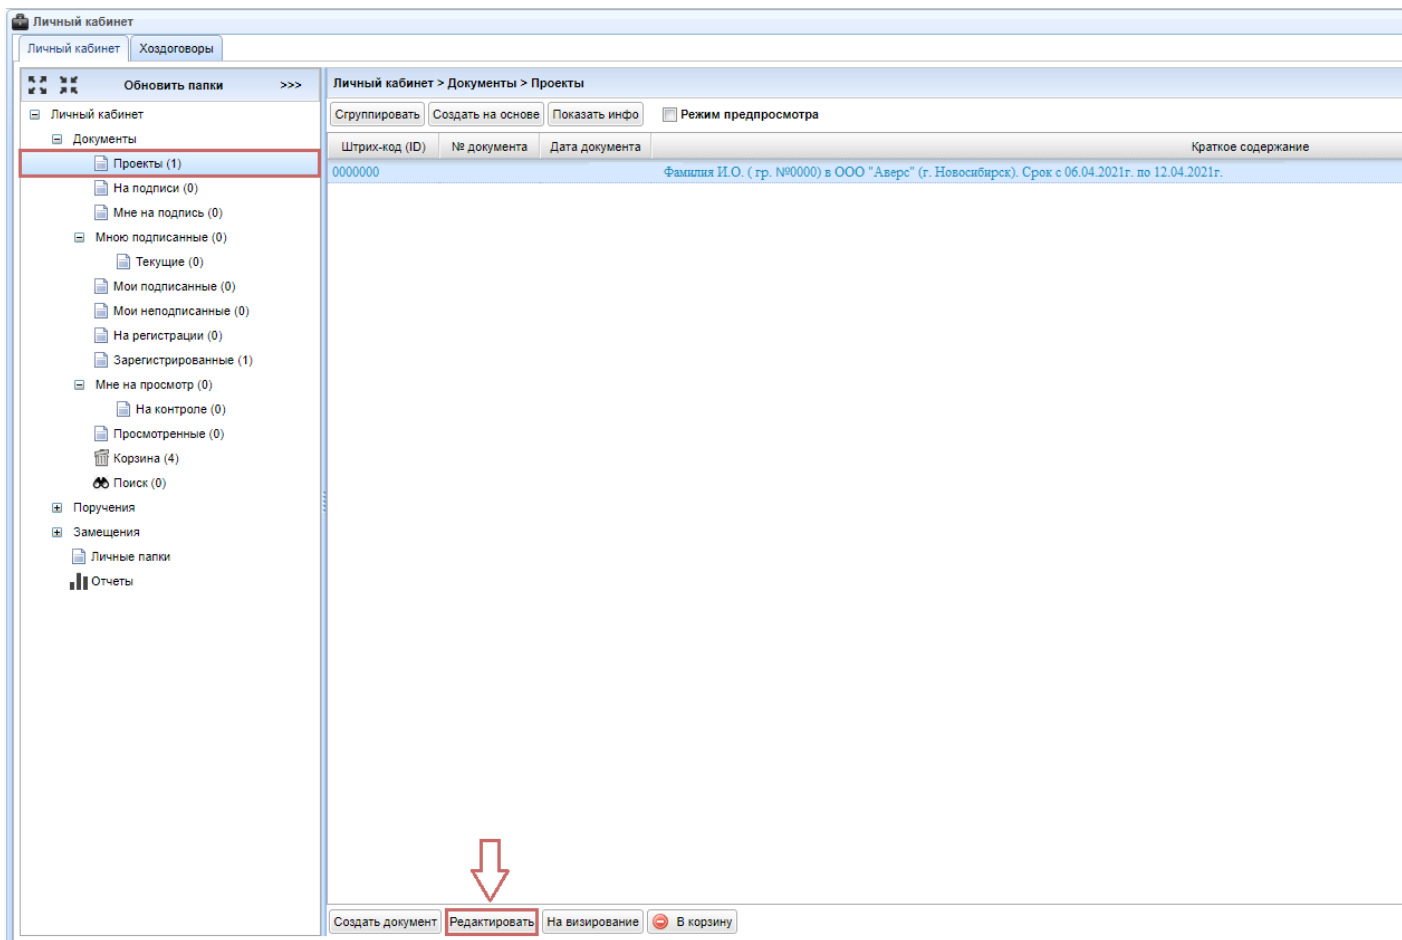 Личный кабинет
Личный кабинет Хоздоговоры
Обновить папки >>>
Личный кабинет
Документы
Проекты (1)
На подписи (0)
Мне на подпись (0)
Мною подписанные (0)
Текущие (0)
Мои подписанные (0)
Мои неподписанные (0)
На регистрации (0)
Зарегистрированные (1)
Мне на просмотр (0)
На контроле (0)
Просмотренные (0)
Корзина (4)
Поиск (0)
Поручения
Замещения
Личные папки
Отчеты
Личный кабинет > Документы > Проекты
Сгруппировать Создать на основе Показать инфо Режим предпросмотра
Штрих-код (ID) № документа Дата документа Краткое содержание
0000000 Фамилия И.О. ( гр. №0000) в ООО "Аверс" (г. Новосибирск). Срок с 06.04.2021г. по 12.04.2021г.
Создать документ Редактировать На визирование В корзину